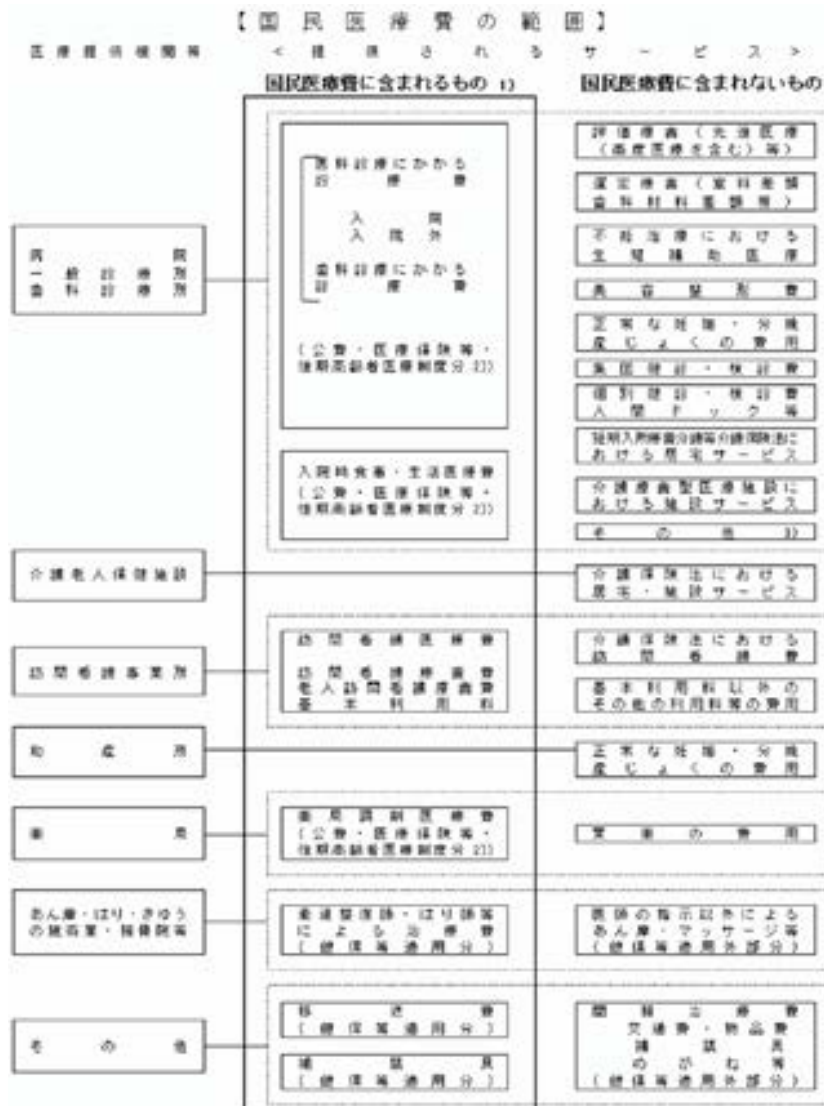 【国民医療費の範囲】
医療提供機関等
<提供されるサービス>
国民医療費に含まれるもの 1)
国民医療費に含まれないもの
病院
一般診療所
歯科診療所
医科診療にかかる
診療費
入院
入院外
歯科診療にかかる
診療費
(公費・医療保険等・
後期高齢者医療制度分 2))
入院時食事・生活医療費
(公費・医療保険等・
後期高齢者医療制度分 2))
評価療養(先進医療
(高度医療を含む)等)
選定療養(室料差額
歯科材料差額等)
不妊治療における
生殖補助医療
美容整形費
正常な妊娠・分娩
産じょくの費用
集団健診・検診費
個別健診・検診費
人間ドック等
短期入所療養介護等介護保険法に
おける居宅サービス
介護療養型医療施設に
おける施設サービス
その他 3)
介護老人保健施設
介護保険法における
居宅・施設サービス
訪問看護事業所
訪問看護医療費
訪問看護療養費
老人訪問看護療養費
基本利用料
介護保険法における
訪問看護費
基本利用料以外の
その他の利用料等の費用
助産所
正常な妊娠・分娩
産じょくの費用
薬局
薬局調剤医療費
(公費・医療保険等・
後期高齢者医療制度分 2))
買薬の費用
あん摩・はり・きゅう
の施術業・接骨院等
柔道整復師・はり師等
による治療費
(健保等適用分)
医師の指示以外による
あん摩・マッサージ等
(健保等適用外部分)
その他
移送費
(健保等適用分)
補装具
(健保等適用分)
間接治療費
交通費・物品費
補装具
めがね等
(健保等適用外部分)